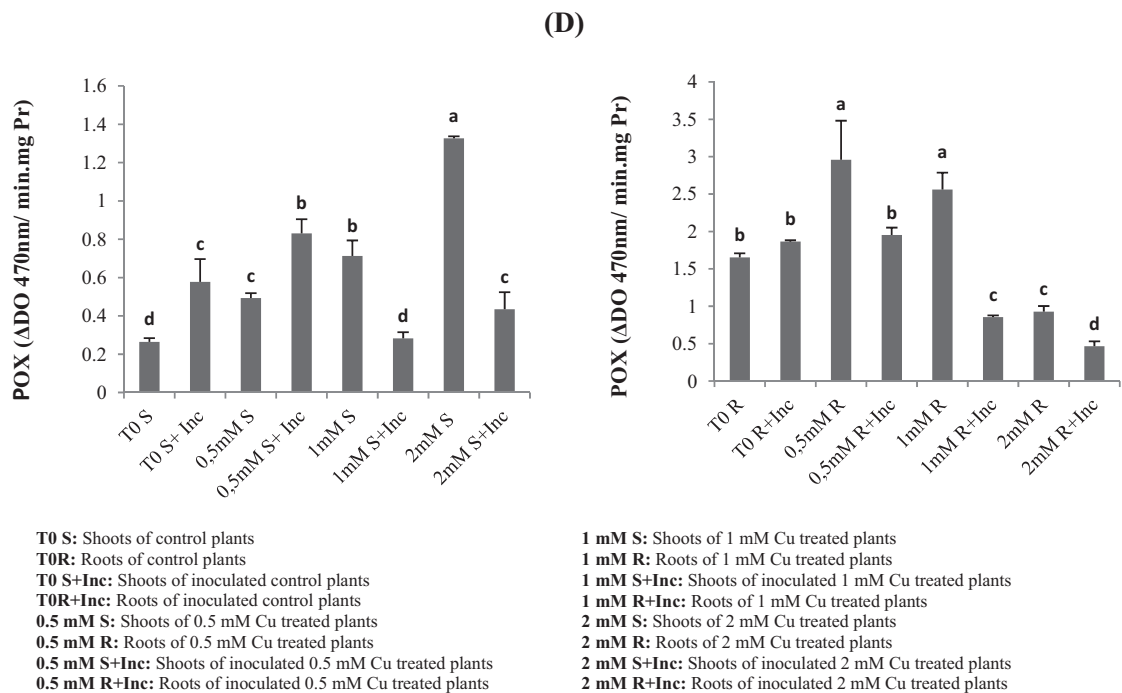 (D)
POX (ΔDO 470nm/ min.mg Pr)
1.6
1.4
1.2
1
0.8
0.6
0.4
0.2
0
d
c
c
b
b
d
a
c
T0 S
T0 S+ Inc
0,5mM S
0.5mM S+ Inc
1mM S
1mM S+Inc
2mM S
2mM S+Inc
POX (ΔDO 470nm/ min.mg Pr)
4
3.5
3
2.5
2
1.5
1
0.5
0
b
b
a
b
a
c
c
d
T0 R
T0 R+Inc
0,5mM R
0,5mM R+Inc
1mM R
1mM R+Inc
2mM R
2mM R+Inc
T0 S: Shoots of control plants
T0R: Roots of control plants
T0 S+Inc: Shoots of inoculated control plants
T0R+Inc: Roots of inoculated control plants
0.5 mM S: Shoots of 0.5 mM Cu treated plants
0.5 mM R: Roots of 0.5 mM Cu treated plants
0.5 mM S+Inc: Shoots of inoculated 0.5 mM Cu treated plants
0.5 mM R+Inc: Roots of inoculated 0.5 mM Cu treated plants
1 mM S: Shoots of 1 mM Cu treated plants
1 mM R: Roots of 1 mM Cu treated plants
1 mM S+Inc: Shoots of inoculated 1 mM Cu treated plants
1 mM R+Inc: Roots of 1 mM Cu treated plants
2 mM S: Shoots of 2 mM Cu treated plants
2 mM R: Roots of 2 mM Cu treated plants
2 mM S+Inc: Shoots of inoculated 2 mM Cu treated plants
2 mM R+Inc: Roots of inoculated 2 mM Cu treated plants